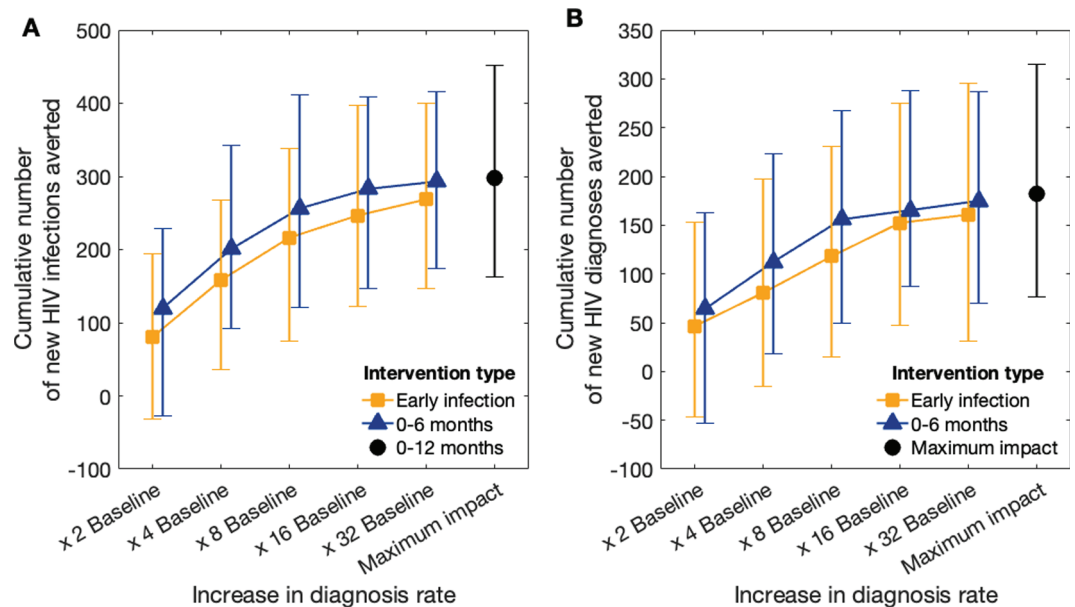 A
Cumulative number
of new HIV infections averted
500
400
300
200
100
0
-100
Intervention type
Early infection
0-6 months
0-12 months
x 2 Baseline
x 4 Baseline
x 8 Baseline
x 16 Baseline
x 32 Baseline
Maximum impact
Increase in diagnosis rate
B
Cumulative number
of new HIV diagnoses averted
350
300
250
200
150
100
50
0
-50
-100
Intervention type
Early infection
0-6 months
Maximum impact
x 2 Baseline
x 4 Baseline
x 8 Baseline
x 16 Baseline
x 32 Baseline
Maximum impact
Increase in diagnosis rate